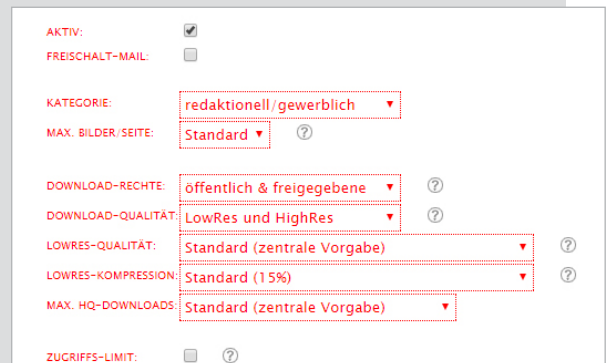 AKTIV:
FREISCHALT-MAIL:
KATEGORIE: redaktionell/gewerblich
MAX. BILDER/SEITE: Standard ?
DOWNLOAD-RECHTE: öffentlich & freigegebene ?
DOWNLOAD-QUALITÄT: LowRes und HighRes ?
LOWRES-QUALITÄT: Standard (zentrale Vorgabe) ?
LOWRES-KOMPRESSION: Standard (15%) ?
MAX. HQ-DOWNLOADS: Standard (zentrale Vorgabe)
ZUGRIFFS-LIMIT: ?